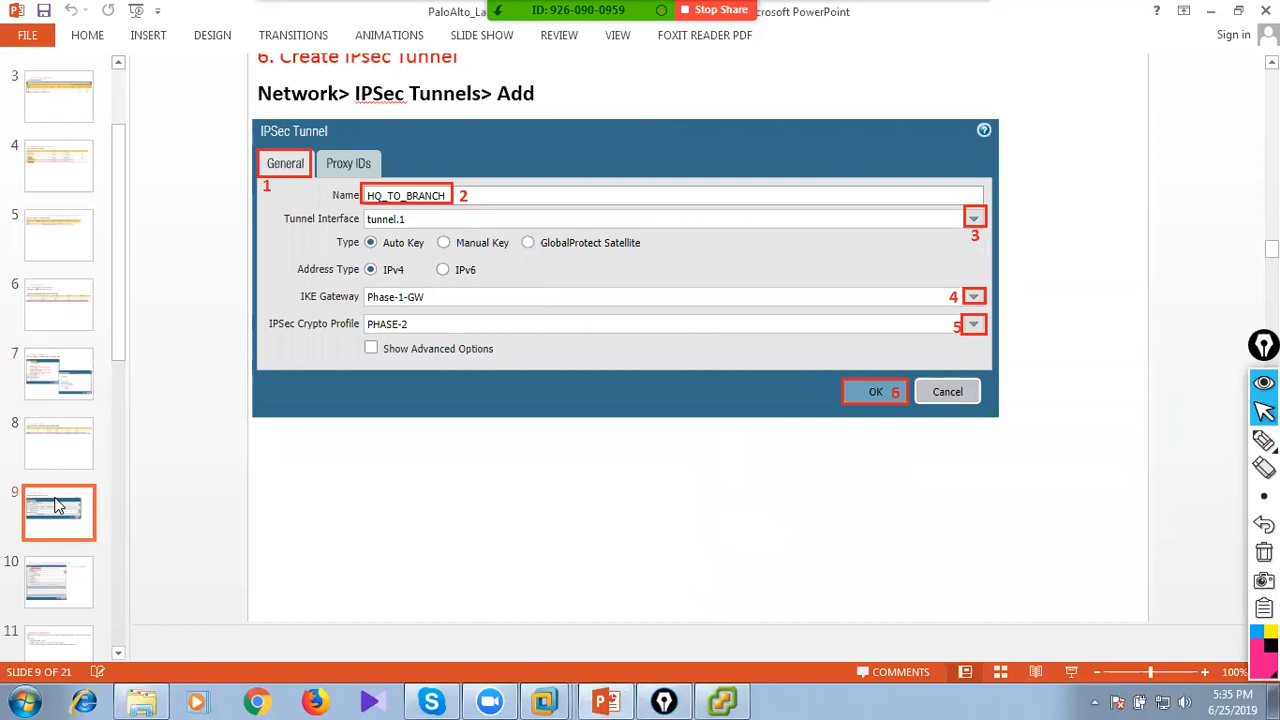 PaloAlto_La
ID: 926-090-0959
Stop Share
crosoft PowerPoint
?
FILE
HOME
INSERT
DESIGN
TRANSITIONS
ANIMATIONS
SLIDE SHOW
REVIEW
VIEW
FOXIT READER PDF
Sign in
6. Create IPsec Tunnel
Network> IPSec Tunnels> Add
IPSec Tunnel
?
General
Proxy IDs
1
Name HQ_TO_BRANCH 2
Tunnel Interface tunnel.1
3
Type Auto Key Manual Key GlobalProtect Satellite
Address Type IPv4 IPv6
IKE Gateway Phase-1-GW 4
IPSec Crypto Profile PHASE-2 5
Show Advanced Options
OK 6 Cancel
3
4
5
6
7
8
9
10
11
SLIDE 9 OF 21
COMMENTS
100%
5:35 PM
6/25/2019